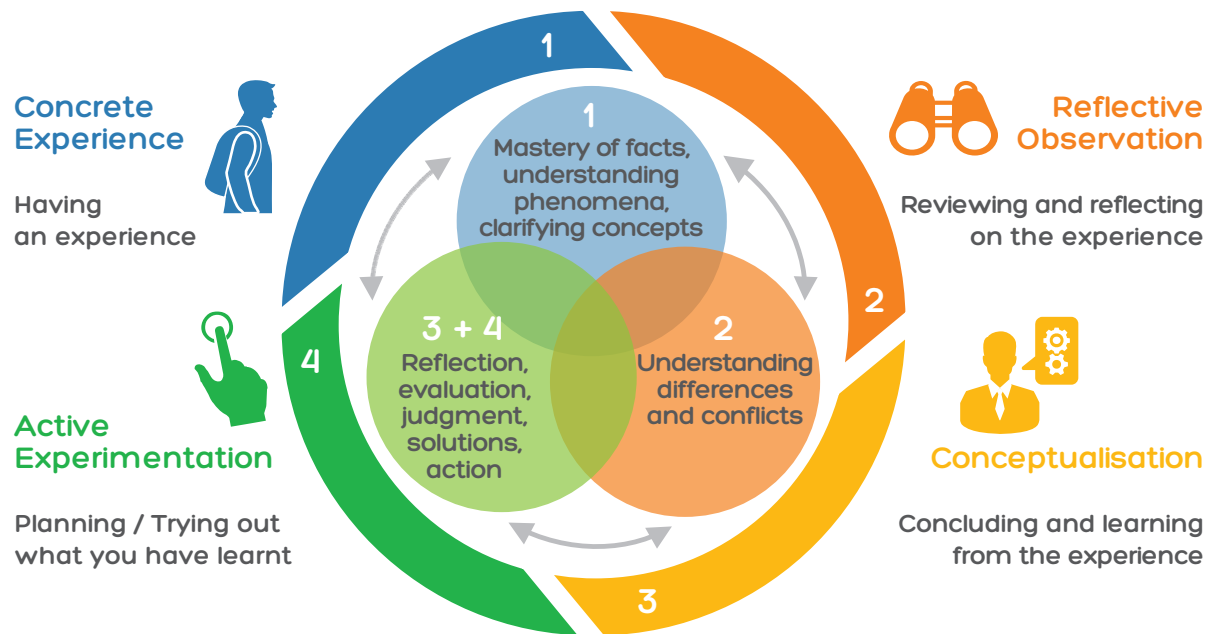 1
Concrete
Experience
Having
an experience
Reflective
Observation
Reviewing and reflecting
on the experience
2
1
Mastery of facts,
understanding
phenomena,
clarifying concepts
3 + 4
Reflection,
evaluation,
judgment,
solutions,
action
2
Understanding
differences
and conflicts
4
Active
Experimentation
Planning / Trying out
what you have learnt
Conceptualisation
Concluding and learning
from the experience
3